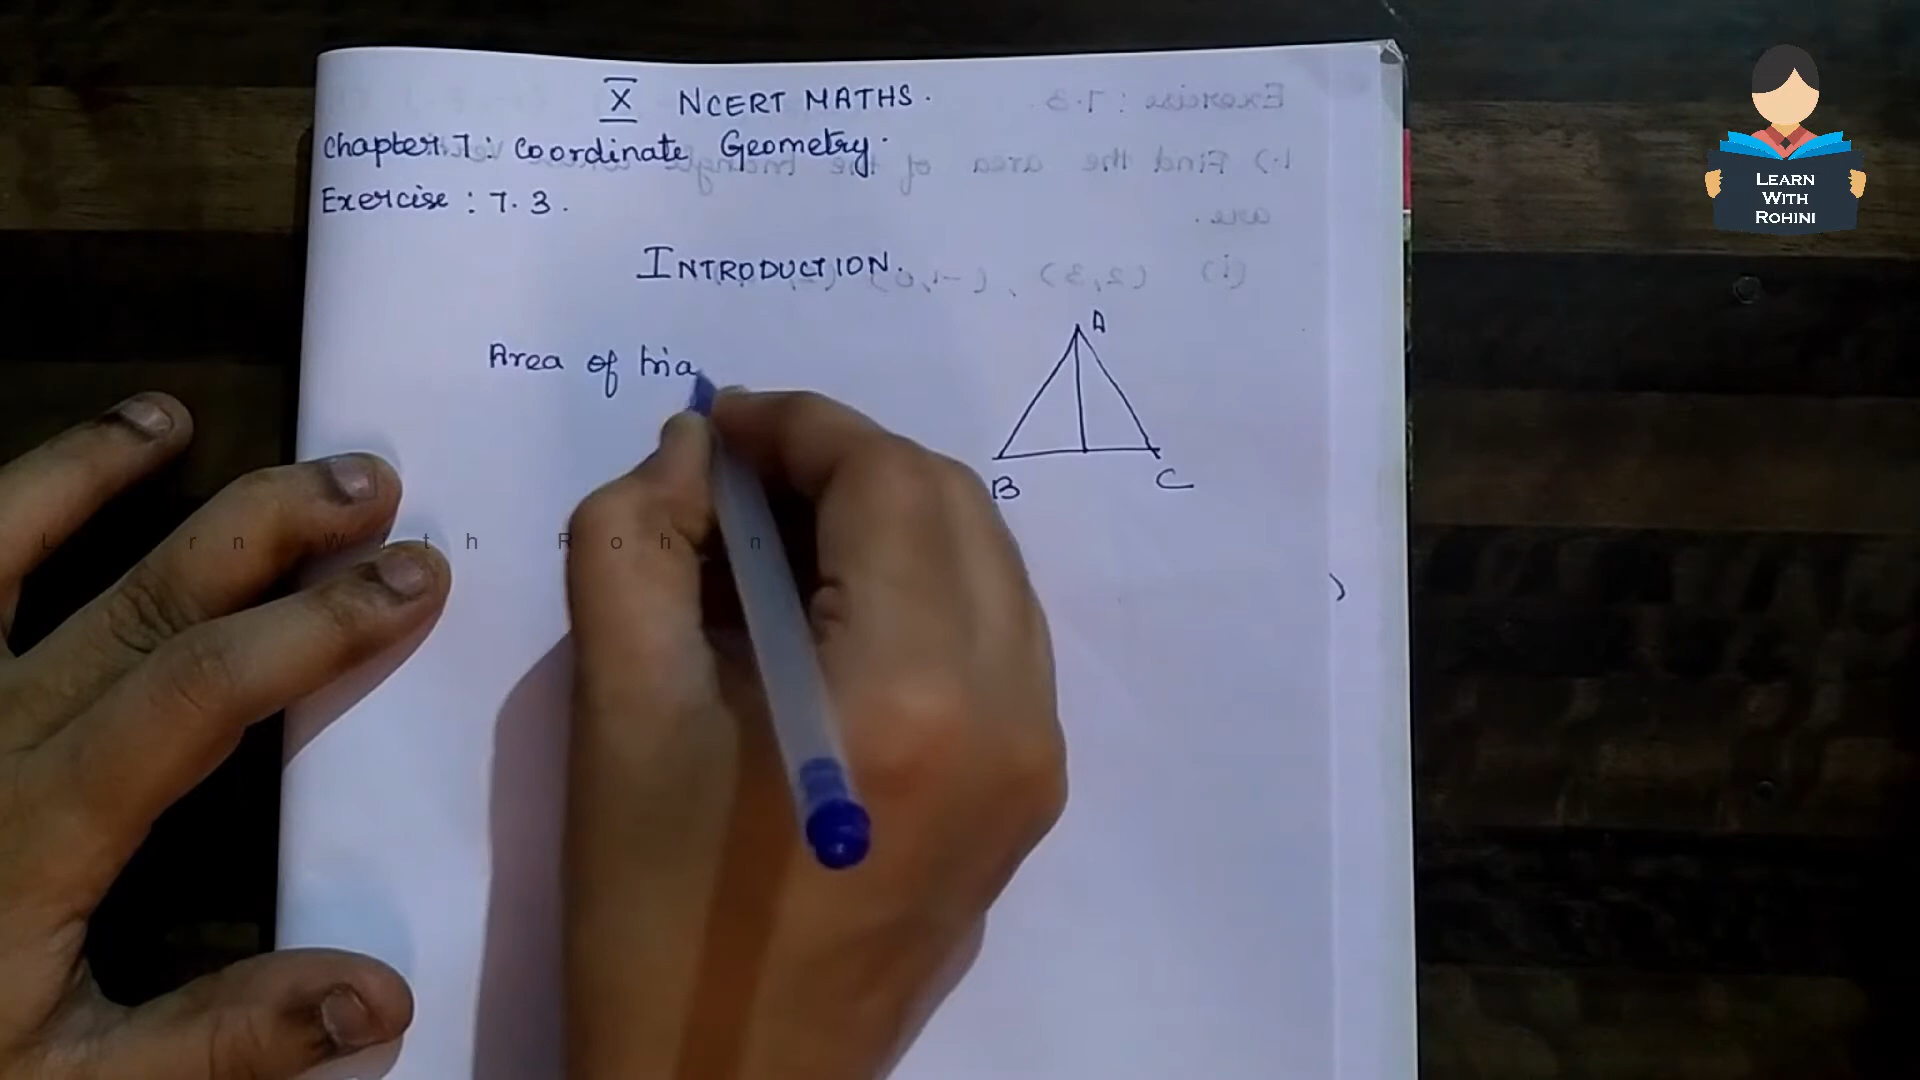 X NCERT MATHS.
Chapter 7: Coordinate Geometry.
Exercise : 7.3.
INTRODUCTION.
Area of tria
A
B
C
LEARN
WITH
ROHINI